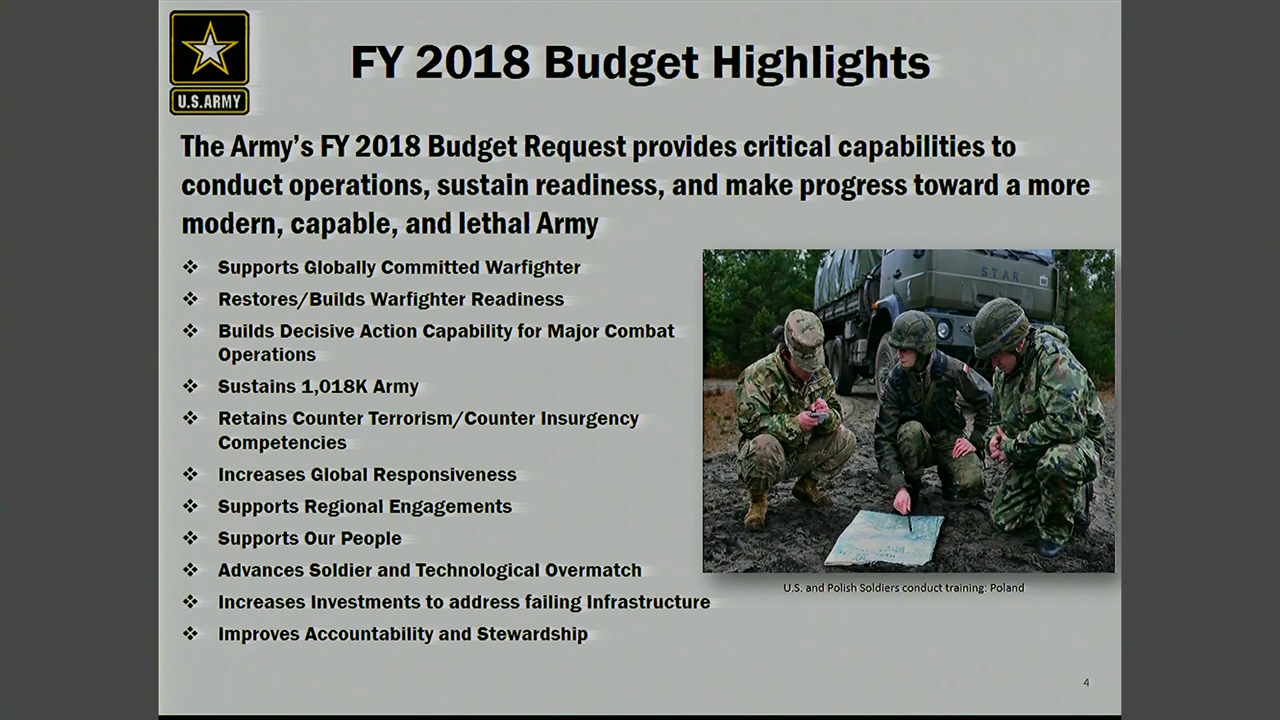 U.S.ARMY
FY 2018 Budget Highlights
The Army's FY 2018 Budget Request provides critical capabilities to
conduct operations, sustain readiness, and make progress toward a more
modern, capable, and lethal Army
Supports Globally Committed Warfighter
Restores/Builds Warfighter Readiness
Builds Decisive Action Capability for Major Combat
Operations
Sustains 1,018K Army
Retains Counter Terrorism/Counter Insurgency
Competencies
Increases Global Responsiveness
Supports Regional Engagements
Supports Our People
Advances Soldier and Technological Overmatch
Increases Investments to address failing Infrastructure
Improves Accountability and Stewardship
STAR
U.S. and Polish Soldiers conduct training: Poland
4